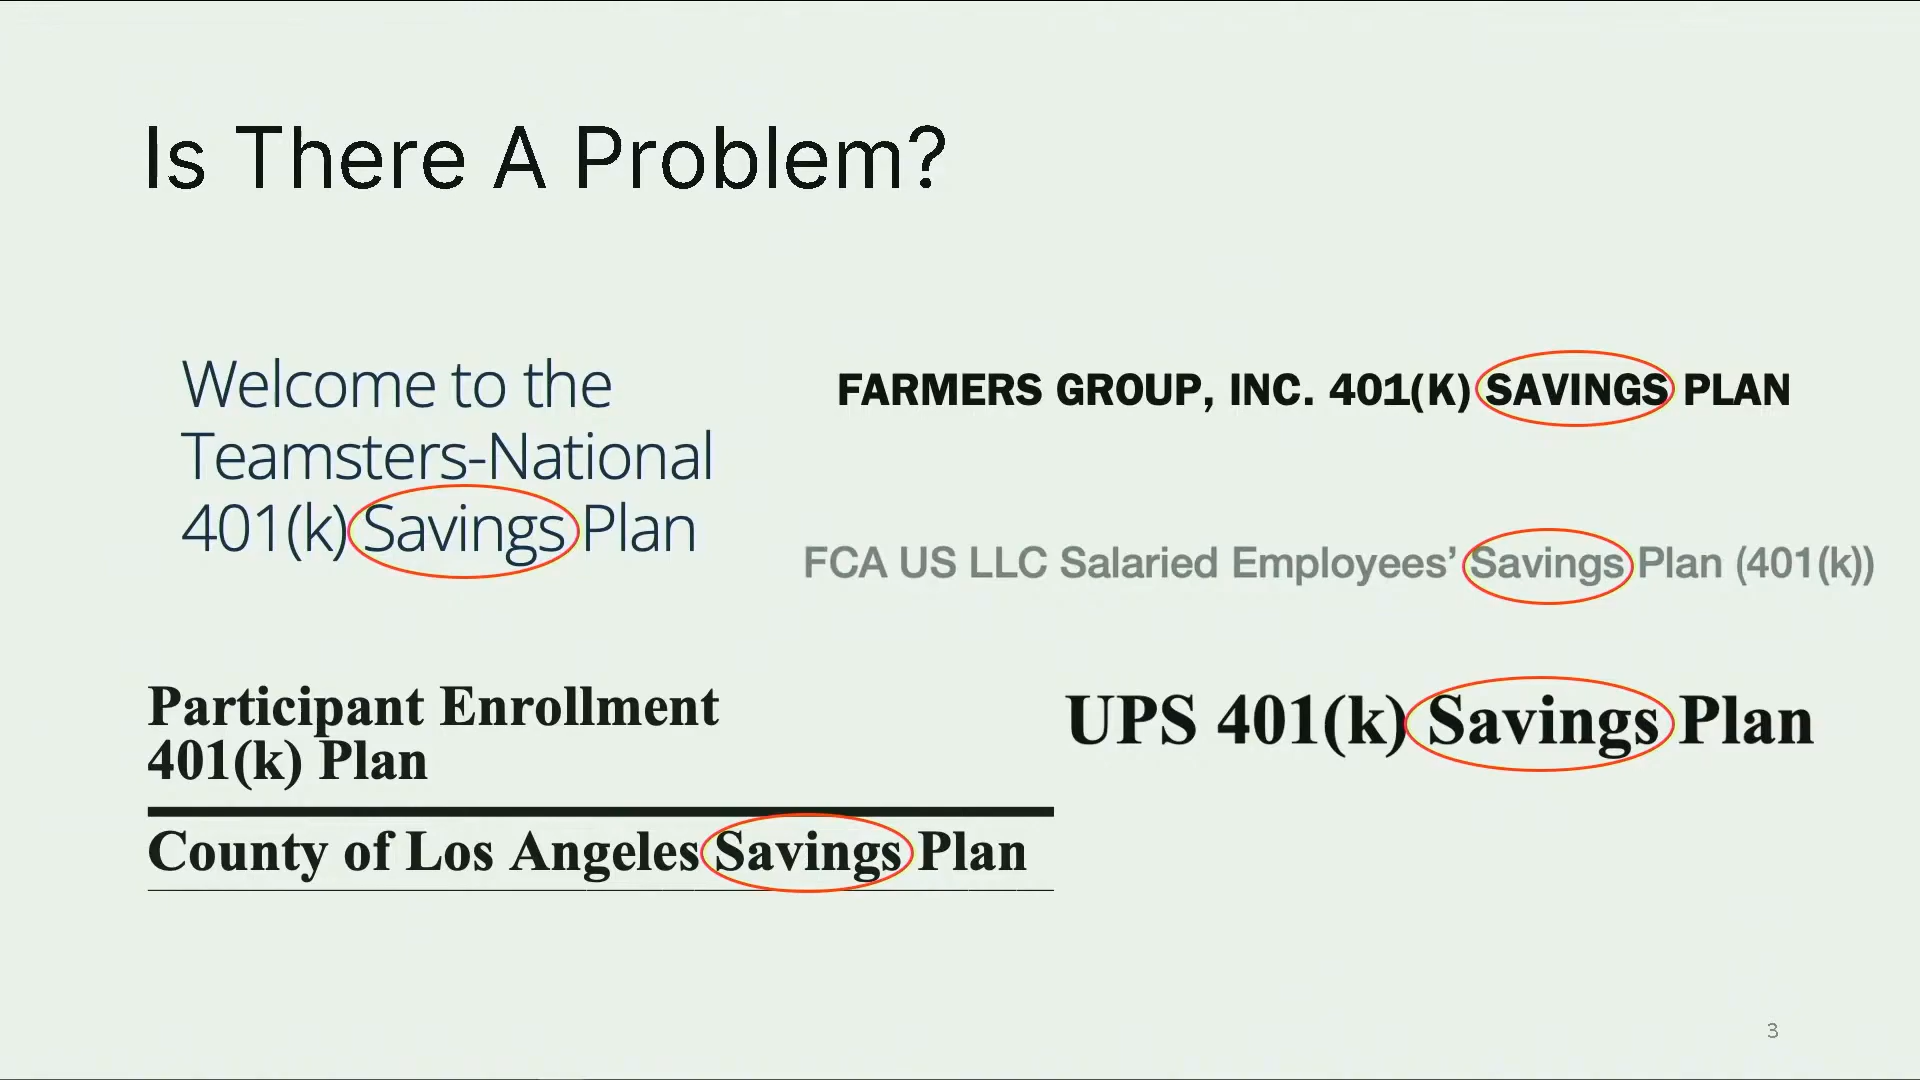 Is There A Problem?
Welcome to the
Teamsters-National
401(k) Savings Plan
FARMERS GROUP, INC. 401(K) SAVINGS PLAN
FCA US LLC Salaried Employees’ Savings Plan (401(k))
Participant Enrollment
401(k) Plan
County of Los Angeles Savings Plan
UPS 401(k) Savings Plan
3